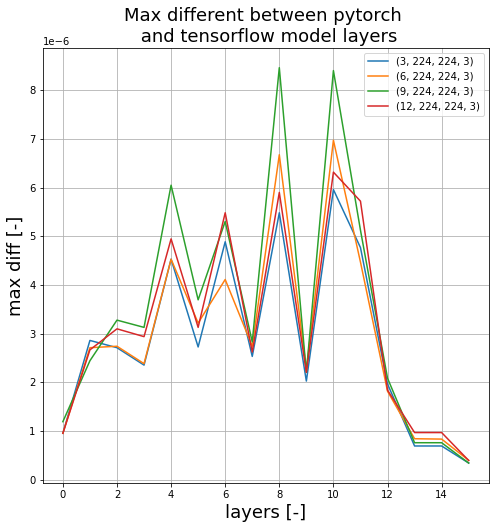 Max different between pytorch
and tensorflow model layers
1e−6
(3, 224, 224, 3)
(6, 224, 224, 3)
(9, 224, 224, 3)
(12, 224, 224, 3)
8
7
6
5
4
3
2
1
0
max diff [-]
0 2 4 6 8 10 12 14
layers [-]